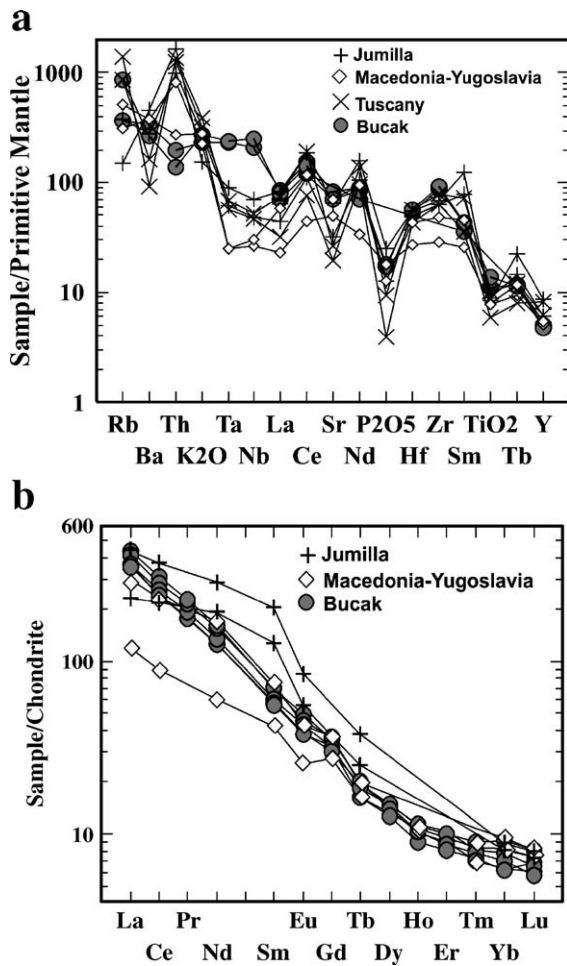 a
Sample/Primitive Mantle
1000
100
10
1
Jumilla
Macedonia-Yugoslavia
Tuscany
Bucak
Rb Th Ta La Sr P2O5 Zr TiO2 Y
Ba K2O Nb Ce Nd Hf Sm Tb
b
Sample/Chondrite
600
100
10
Jumilla
Macedonia-Yugoslavia
Bucak
La Pr Eu Tb Ho Tm Lu
Ce Nd Sm Gd Dy Er Yb